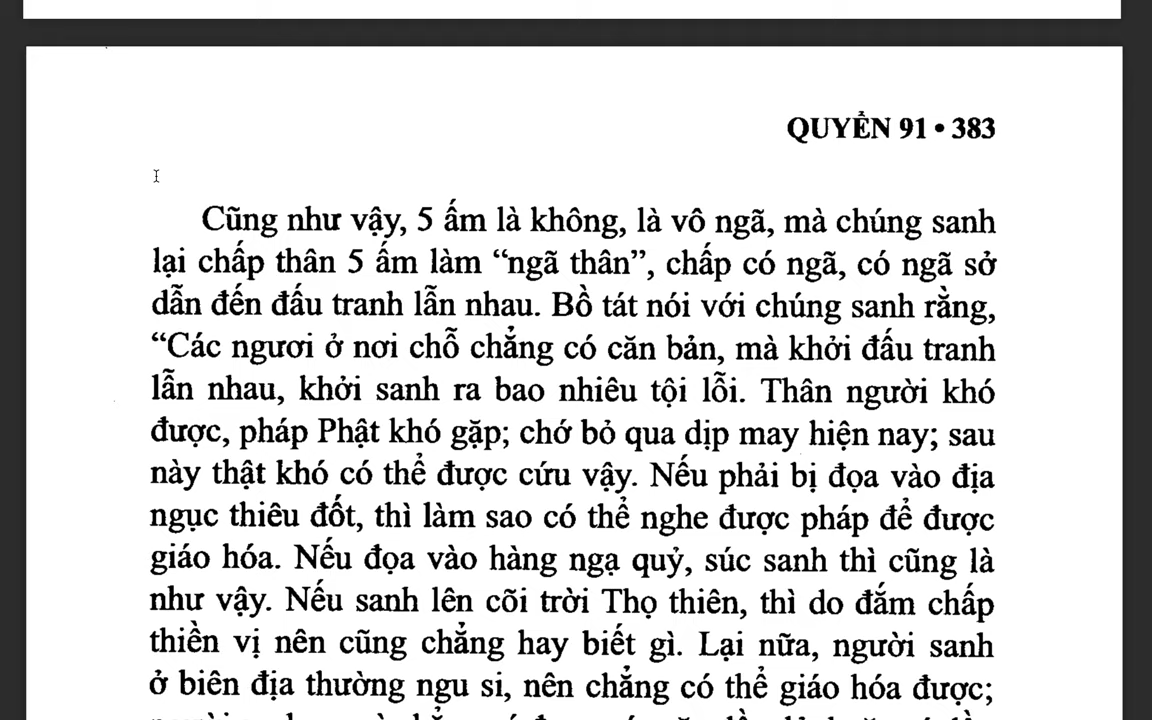 QUYỂN 91 • 383
Cũng như vậy, 5 ấm là không, là vô ngã, mà chúng sanh
lại chấp thân 5 ấm làm “ngã thân”, chấp có ngã, có ngã sở
dẫn đến đấu tranh lẫn nhau. Bồ tát nói với chúng sanh rằng,
“Các ngươi ở nơi chỗ chẳng có căn bản, mà khởi đấu tranh
lẫn nhau, khởi sanh ra bao nhiêu tội lỗi. Thân người khó
được, pháp Phật khó gặp; chớ bỏ qua dịp may hiện nay; sau
này thật khó có thể được cứu vậy. Nếu phải bị đọa vào địa
ngục thiêu đốt, thì làm sao có thể nghe được pháp để được
giáo hóa. Nếu đọa vào hàng ngạ quỷ, súc sanh thì cũng là
như vậy. Nếu sanh lên cõi trời Thọ thiên, thì do đắm chấp
thiền vị nên cũng chẳng hay biết gì. Lại nữa, người sanh
ở biên địa thường ngu si, nên chẳng có thể giáo hóa được;